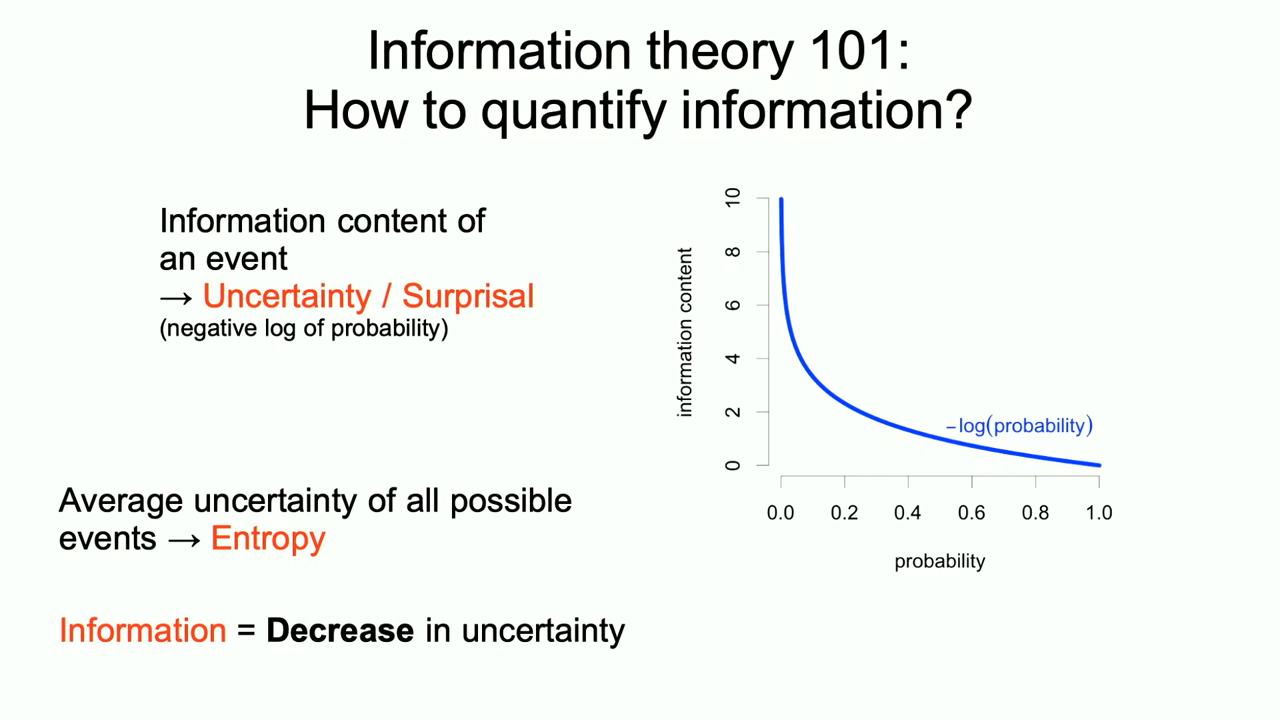 Information theory 101:
How to quantify information?
Information content of
an event
→ Uncertainty / Surprisal
(negative log of probability)
Average uncertainty of all possible
events → Entropy
Information = Decrease in uncertainty
information content
10
8
6
4
2
0
−log(probability)
0.0 0.2 0.4 0.6 0.8 1.0
probability